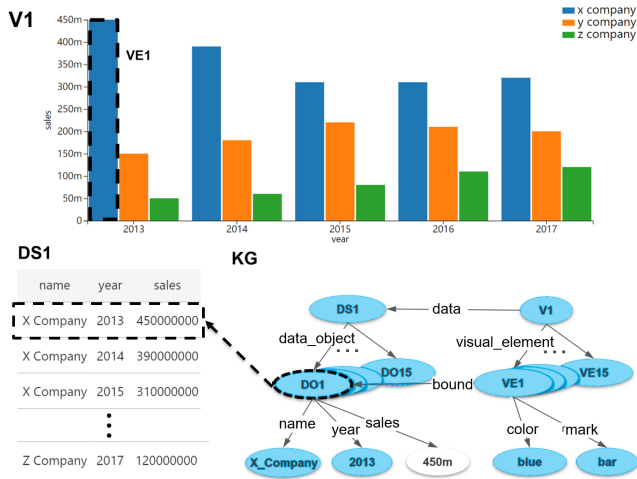 V1
x company
y company
z company
VE1
450m
400m
350m
300m
250m
200m
150m
100m
50m
0
sales
2013 2014 2015 2016 2017
year
DS1
name year sales
X Company 2013 450000000
X Company 2014 390000000
X Company 2015 310000000
Z Company 2017 120000000
KG
DS1 data V1
data_object visual_element
DO1 DO15 bound VE1 VE15
name year sales color mark
X_Company 2013 450m blue bar